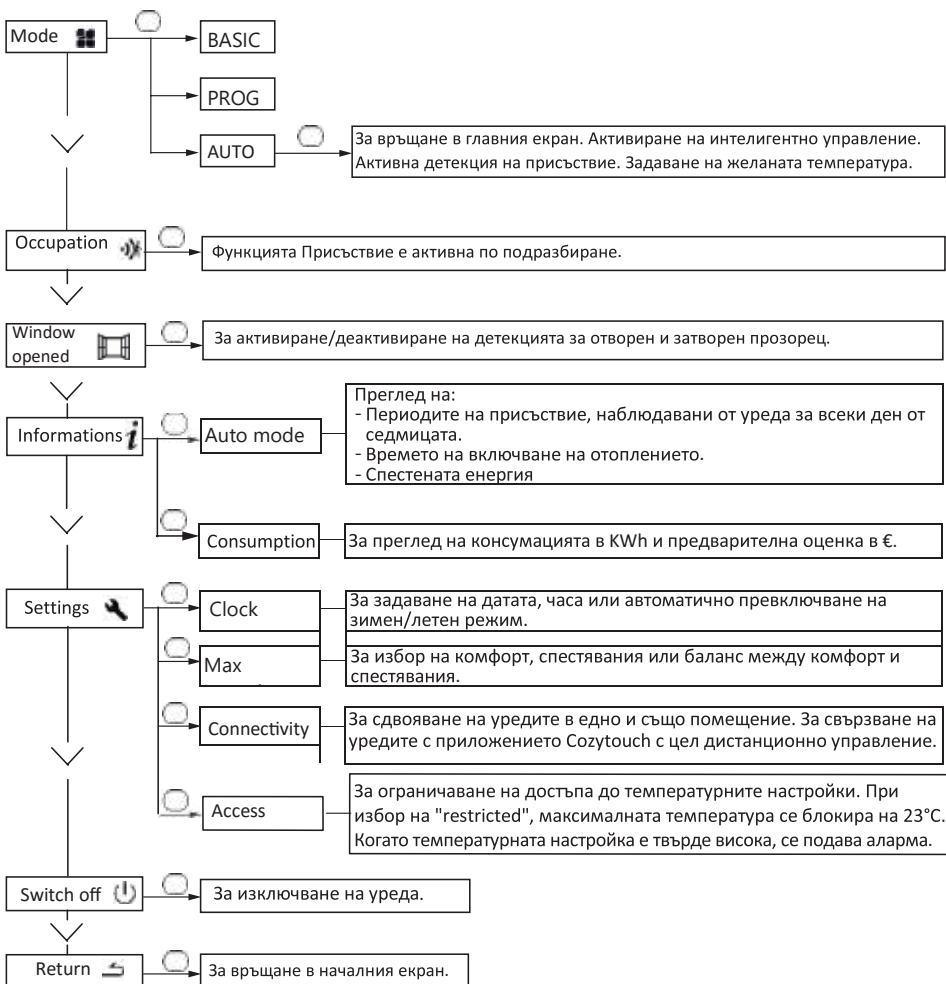 Mode
BASIC
PROG
AUTO
За връщане в главния екран. Активиране на интелигентно управление.
Активна детекция на присъствие. Задаване на желаната температура.
Occupation
Функцията Присъствие е активна по подразбиране.
Window
opened
За активиране/деактивиране на детекцията за отворен и затворен прозорец.
Informations
Auto mode
Преглед на:
- Периодите на присъствие, наблюдавани от уреда за всеки ден от
седмицата.
- Времето на включване на отоплението.
- Спестената енергия
Consumption
За преглед на консумацията в KWh и предварителна оценка в €.
Settings
Clock
За задаване на датата, часа или автоматично превключване на
зимен/летен режим.
Max
За избор на комфорт, спестявания или баланс между комфорт и
спестявания.
Connectivity
За сдвояване на уредите в едно и също помещение. За свързване на
уредите с приложението Cozytouch с цел дистанционно управление.
Access
За ограничаване на достъпа до температурните настройки. При
избор на "restricted", максималната температура се блокира на 23°C.
Когато температурната настройка е твърде висока, се подава аларма.
Switch off
За изключване на уреда.
Return
За връщане в началния екран.